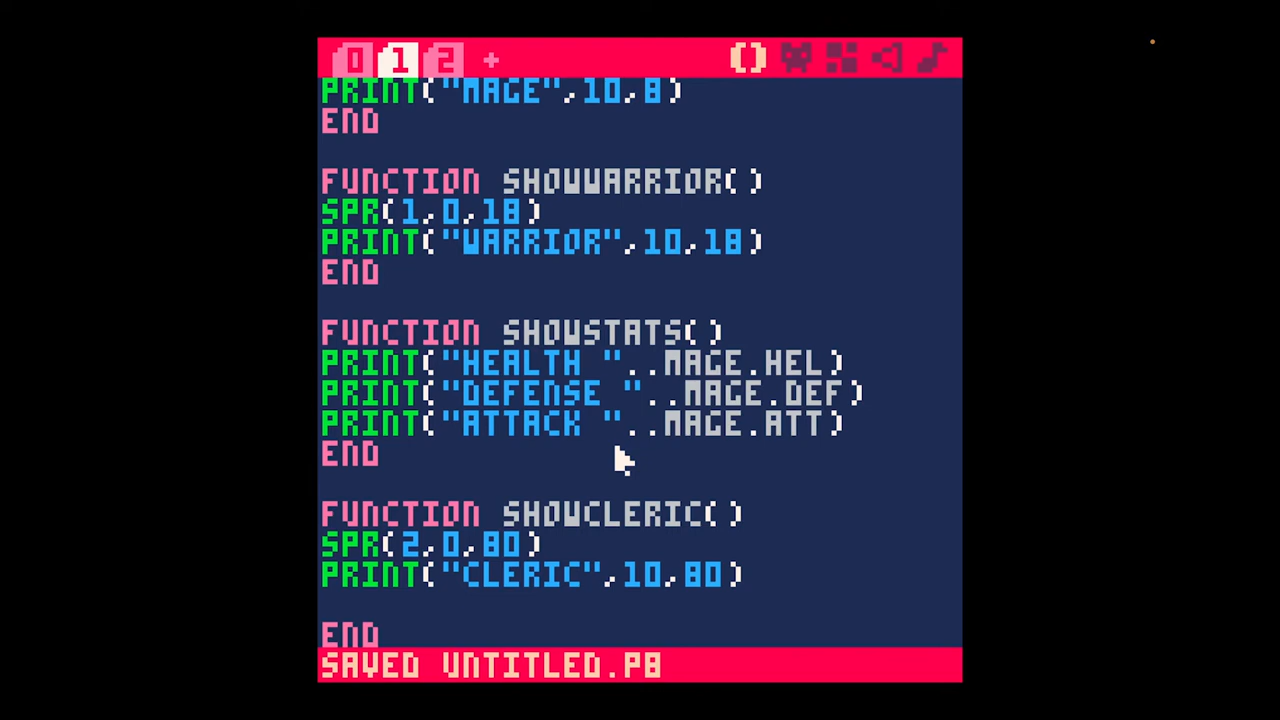 0 1 2 +
PRINT("MAGE",10,8)
END
FUNCTION SHOWWARRIOR()
SPR(1,0,18)
PRINT("WARRIOR",10,18)
END
FUNCTION SHOWSTATS()
PRINT("HEALTH "..MAGE.HEL)
PRINT("DEFENSE "..MAGE.DEF)
PRINT("ATTACK "..MAGE.ATT)
END
FUNCTION SHOWCLERIC()
SPR(2,0,80)
PRINT("CLERIC",10,80)
END
SAVED UNTITLED.P8